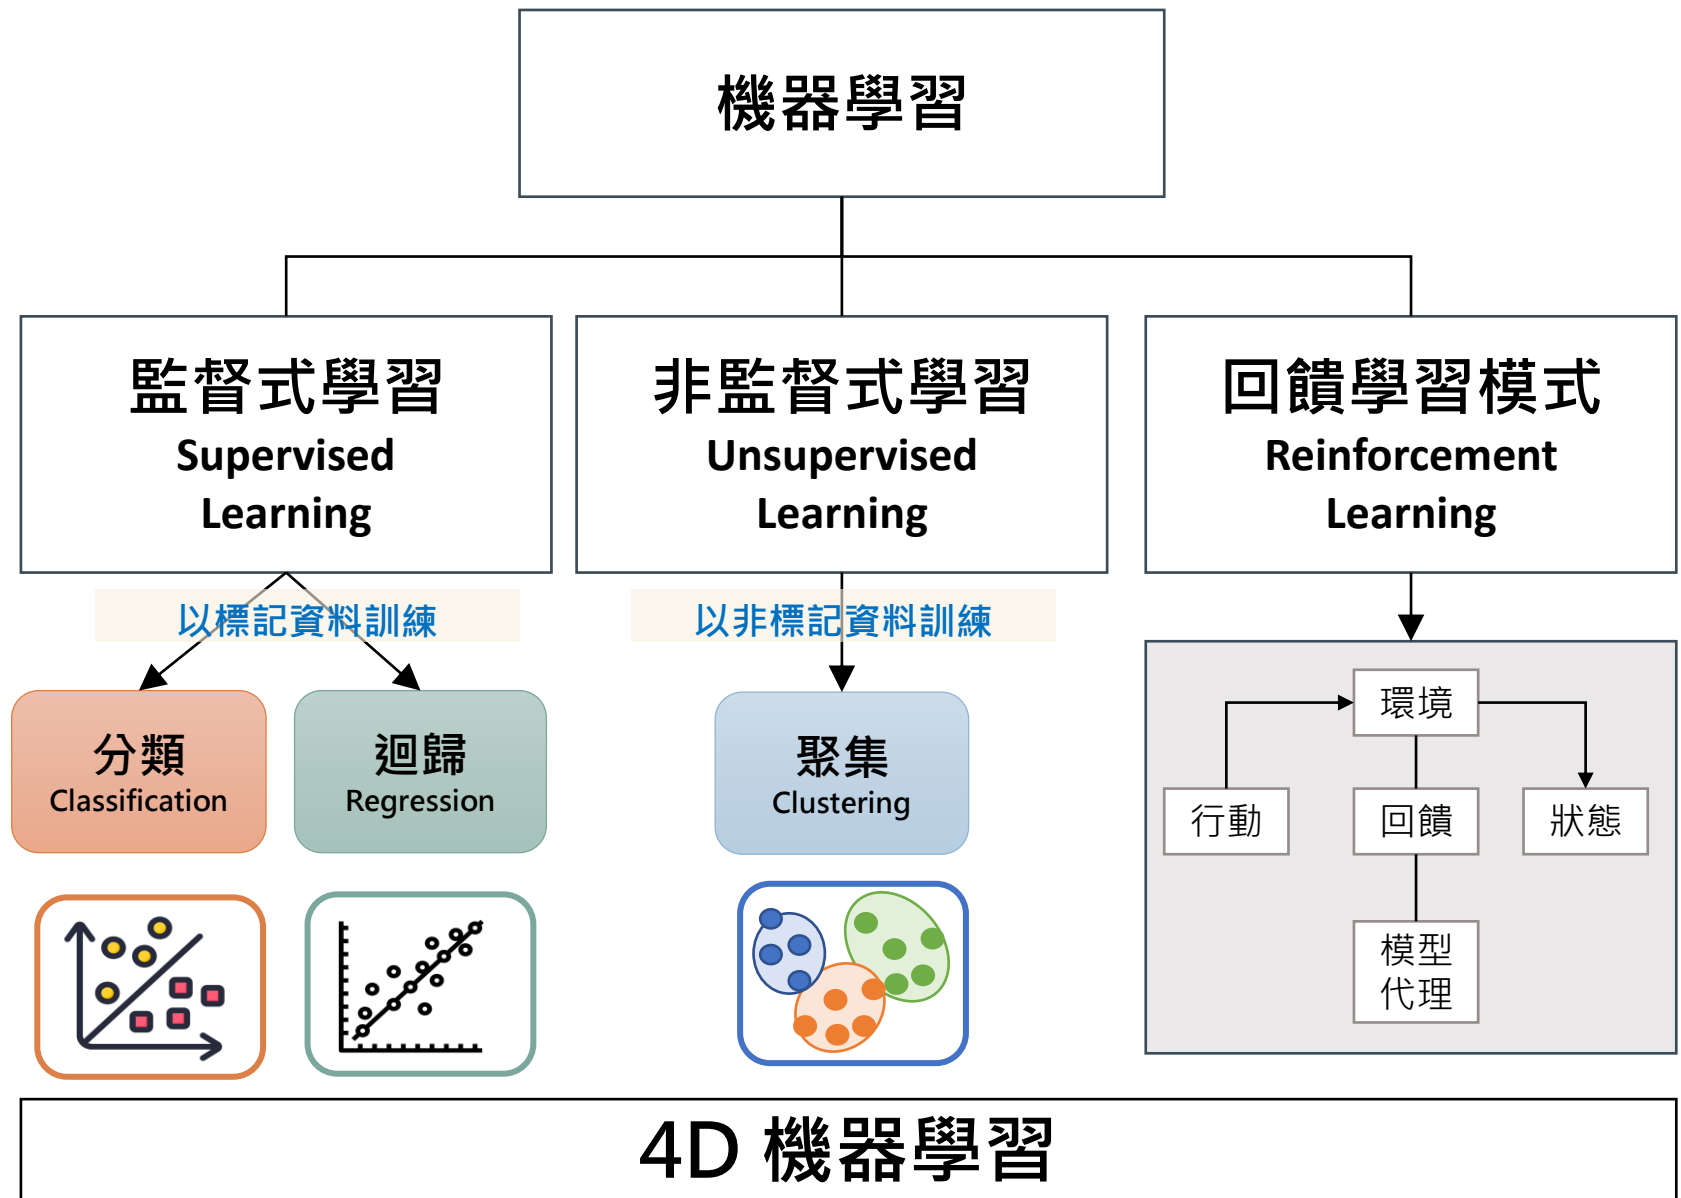 機器學習
監督式學習
Supervised
Learning
非監督式學習
Unsupervised
Learning
回饋學習模式
Reinforcement
Learning
以標記資料訓練
以非標記資料訓練
分類
Classification
迴歸
Regression
聚集
Clustering
環境
行動
回饋
狀態
模型
代理
4D 機器學習